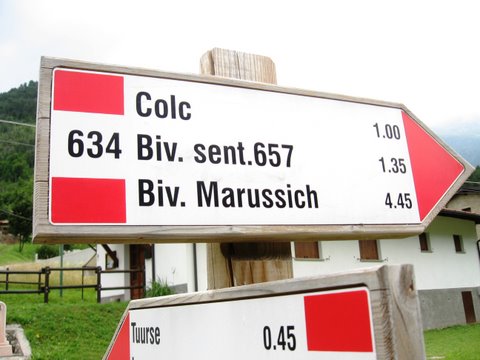 Colc 1.00
634 Biv. sent.657 1.35
Biv. Marussich 4.45
Tuurse 0.45